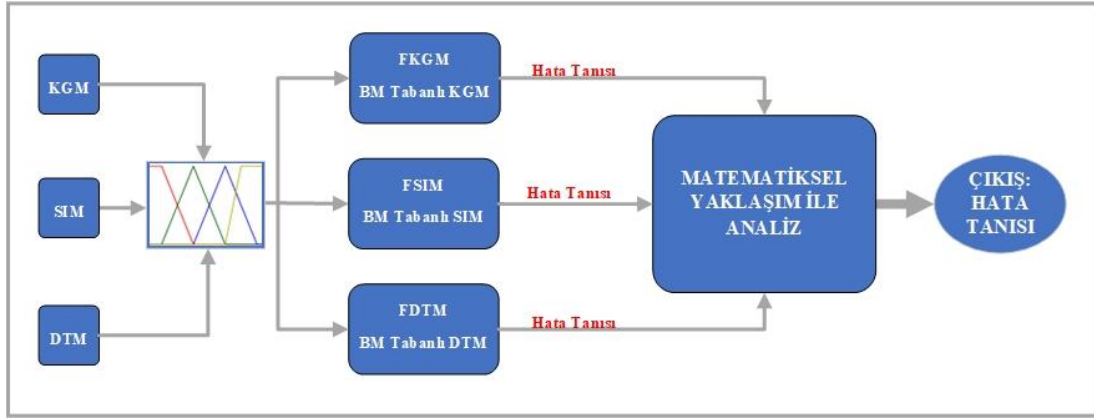 KGM
SIM
DTM
FKGM
BM Tabanlı KGM
FSIM
BM Tabanlı SIM
FDTM
BM Tabanlı DTM
Hata Tanısı
Hata Tanısı
Hata Tanısı
MATEMATİKSEL
YAKLAŞIM İLE
ANALİZ
ÇIKIŞ:
HATA
TANISI